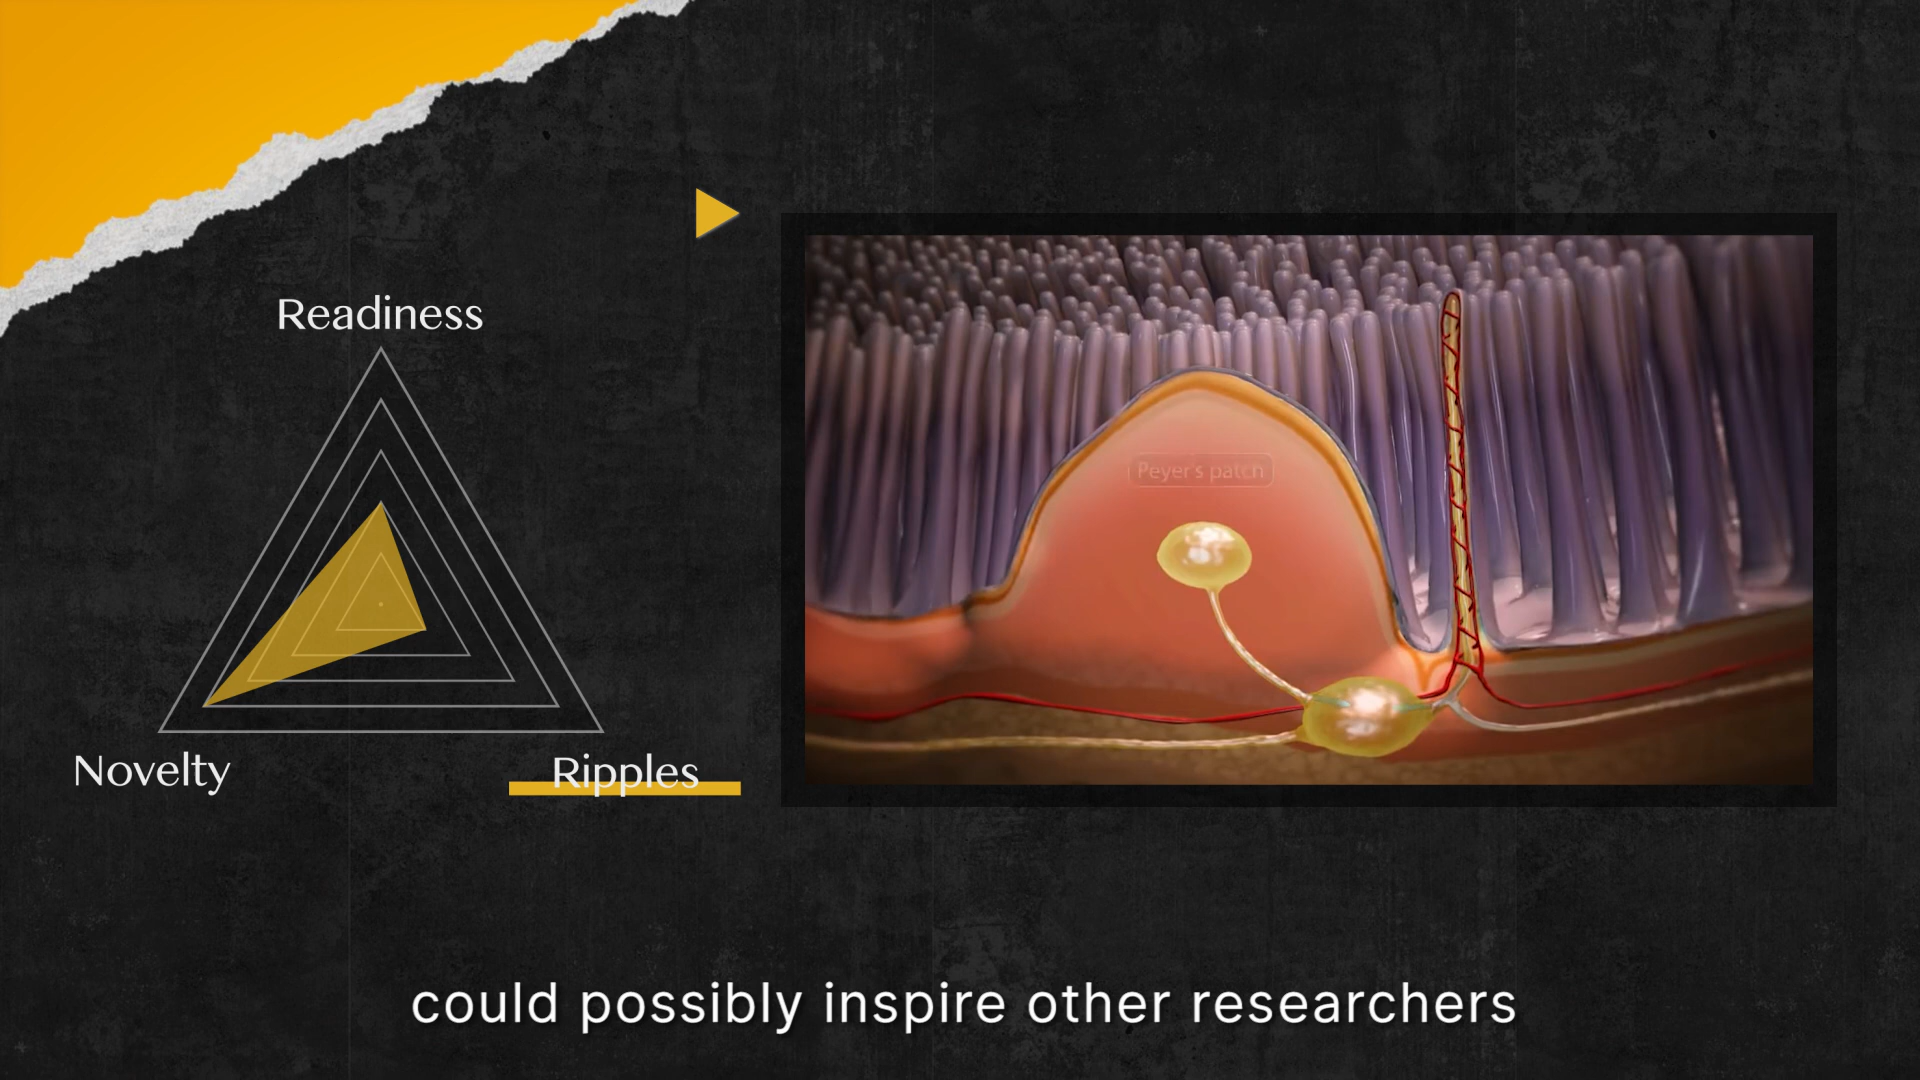 Readiness
Peyer's patch
Novelty
Ripples
could possibly inspire other researchers